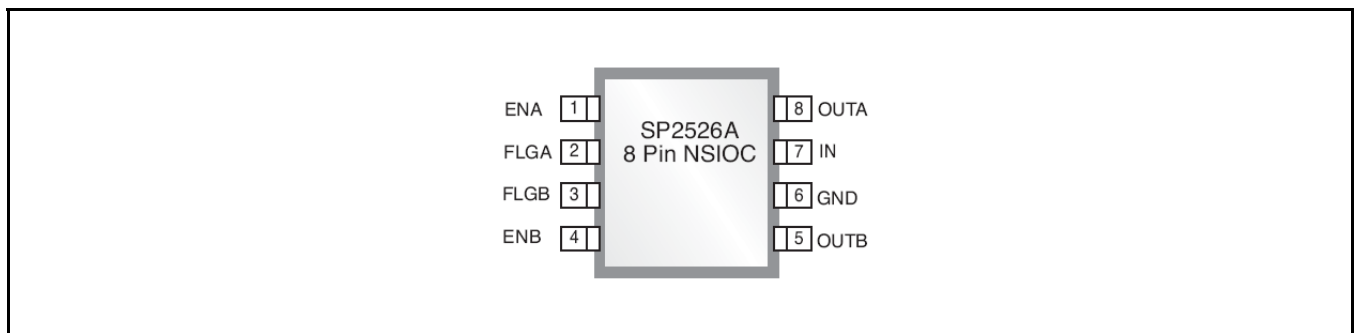 ENA 1
FLGA 2
FLGB 3
ENB 4
SP2526A
8 Pin NSIOC
8 OUTA
7 IN
6 GND
5 OUTB